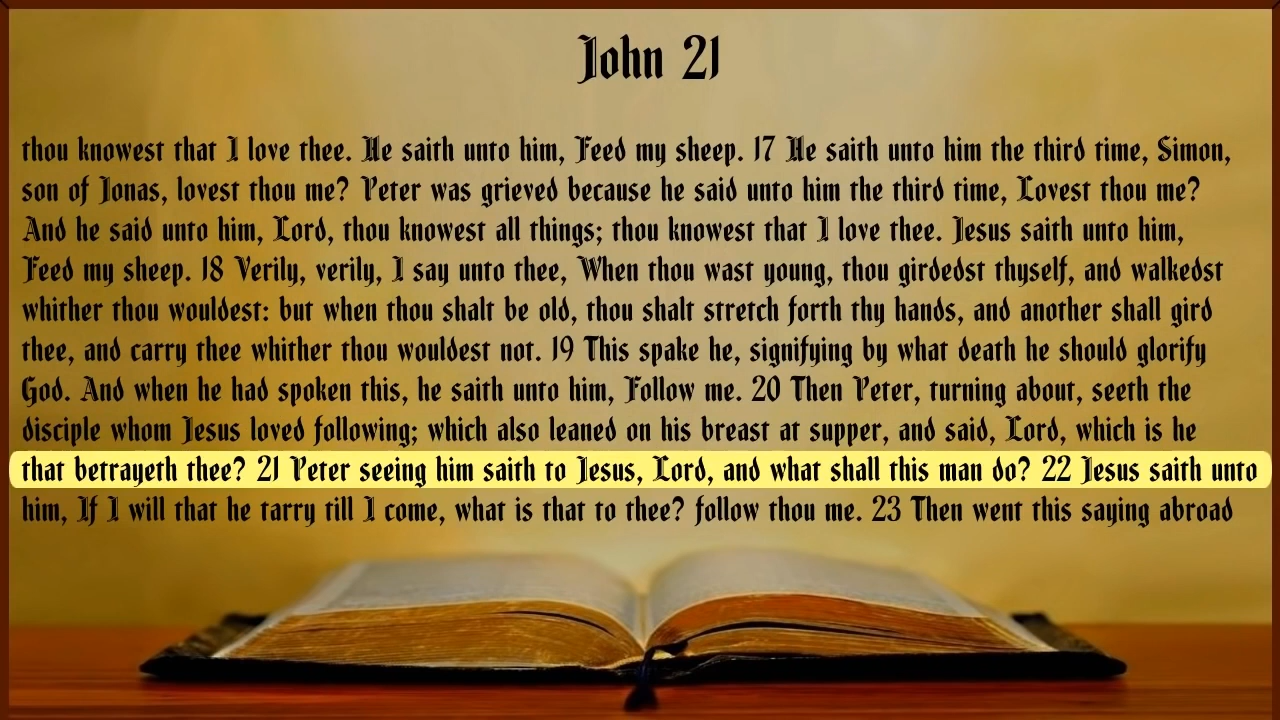 John 21
thou knowest that I love thee. He saith unto him, Feed my sheep. 17 He saith unto him the third time, Simon,
son of Jonas, lovest thou me? Peter was grieved because he said unto him the third time, Lovest thou me?
And he said unto him, Lord, thou knowest all things; thou knowest that I love thee. Jesus saith unto him,
Feed my sheep. 18 Verily, verily, I say unto thee, When thou wast young, thou girdedst thyself, and walkedst
whither thou wouldest: but when thou shalt be old, thou shalt stretch forth thy hands, and another shall gird
thee, and carry thee whither thou wouldest not. 19 This spake he, signifying by what death he should glorify
God. And when he had spoken this, he saith unto him, Follow me. 20 Then Peter, turning about, seeth the
disciple whom Jesus loved following; which also leaned on his breast at supper, and said, Lord, which is he
that betrayeth thee? 21 Peter seeing him saith to Jesus, Lord, and what shall this man do? 22 Jesus saith unto
him, If I will that he tarry till I come, what is that to thee? follow thou me. 23 Then went this saying abroad